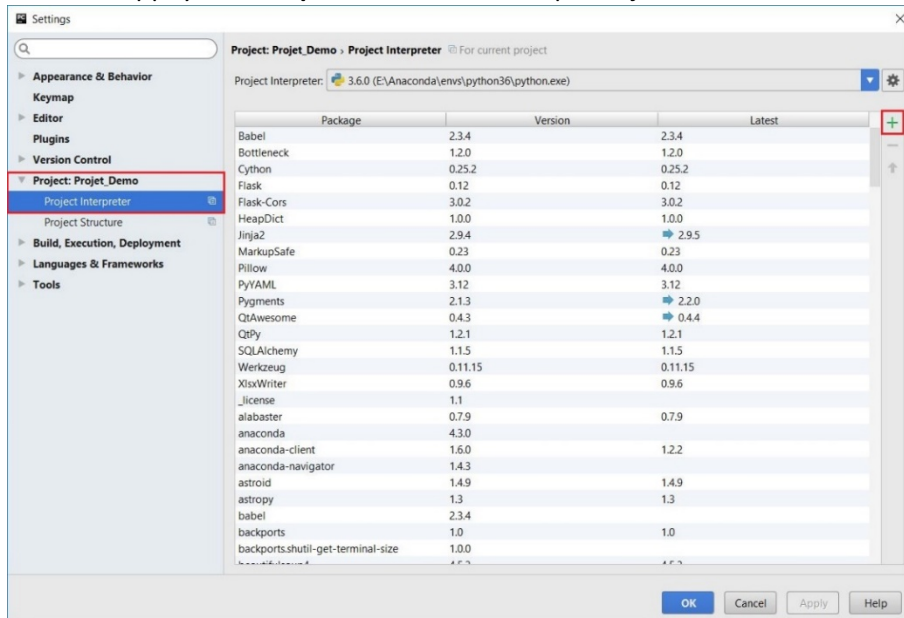 Settings
Project: Projet_Demo › Project Interpreter For current project
Appearance & Behavior
Keymap
Editor
Plugins
Version Control
Project: Projet_Demo
Project Interpreter
Project Structure
Build, Execution, Deployment
Languages & Frameworks
Tools
Project Interpreter: 3.6.0 (E:\Anaconda\envs\python36\python.exe)
Package Version Latest
Babel 2.3.4 2.3.4
Bottleneck 1.2.0 1.2.0
Cython 0.25.2 0.25.2
Flask 0.12 0.12
Flask-Cors 3.0.2 3.0.2
HeapDict 1.0.0 1.0.0
Jinja2 2.9.4 2.9.5
MarkupSafe 0.23 0.23
Pillow 4.0.0 4.0.0
PyYAML 3.12 3.12
Pygments 2.1.3 2.2.0
QtAwesome 0.4.3 0.4.4
QtPy 1.2.1 1.2.1
SQLAlchemy 1.1.5 1.1.5
Werkzeug 0.11.15 0.11.15
XlsxWriter 0.9.6 0.9.6
_license 1.1
alabaster 0.7.9 0.7.9
anaconda 4.3.0
anaconda-client 1.6.0 1.2.2
anaconda-navigator 1.4.3
astroid 1.4.9 1.4.9
astropy 1.3 1.3
babel 2.3.4
backports 1.0 1.0
backports.shutil-get-terminal-size 1.0.0
OK Cancel Apply Help